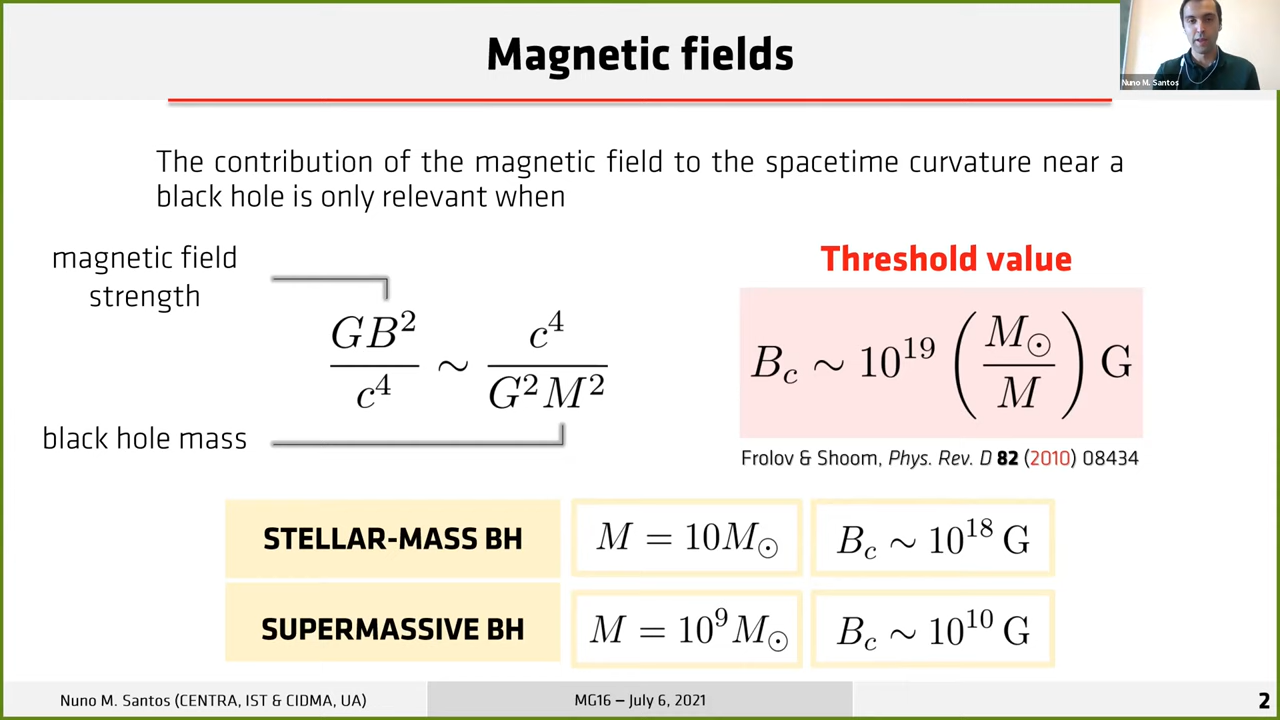 Magnetic fields
Nuno M. Santos
The contribution of the magnetic field to the spacetime curvature near a
black hole is only relevant when
magnetic field
strength
GB²/c⁴ ∼ c⁴/G²M²
black hole mass
Threshold value
B_c ∼ 10¹⁹ (M_⊙/M) G
Frolov & Shoom, Phys. Rev. D 82 (2010) 08434
STELLAR-MASS BH M = 10M_⊙ B_c ∼ 10¹⁸ G
SUPERMASSIVE BH M = 10⁹M_⊙ B_c ∼ 10¹⁰ G
Nuno M. Santos (CENTRA, IST & CIDMA, UA) MG16 – July 6, 2021 2